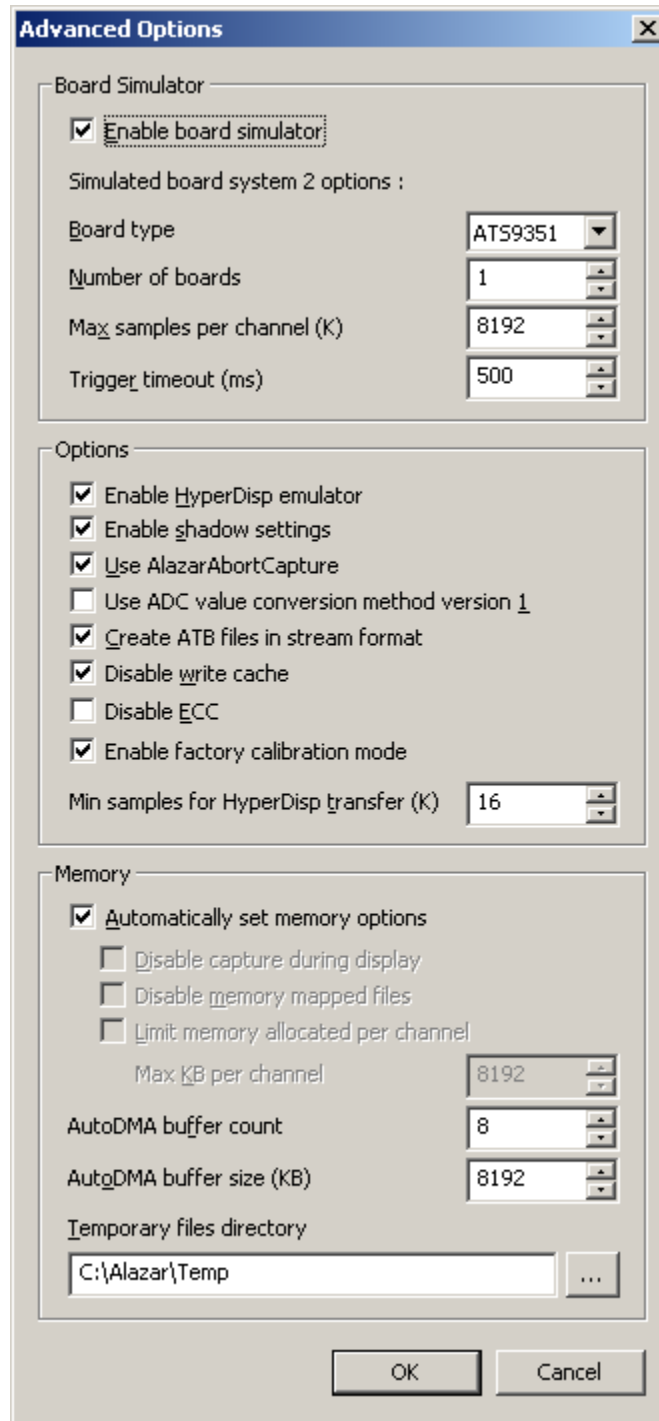 Advanced Options
Board Simulator
Enable board simulator
Simulated board system 2 options :
Board type ATS9351
Number of boards 1
Max samples per channel (K) 8192
Trigger timeout (ms) 500
Options
Enable HyperDisp emulator
Enable shadow settings
Use AlazarAbortCapture
Use ADC value conversion method version 1
Create ATB files in stream format
Disable write cache
Disable ECC
Enable factory calibration mode
Min samples for HyperDisp transfer (K) 16
Memory
Automatically set memory options
Disable capture during display
Disable memory mapped files
Limit memory allocated per channel
Max KB per channel 8192
AutoDMA buffer count 8
AutoDMA buffer size (KB) 8192
Temporary files directory
C:\Alazar\Temp ...
OK Cancel